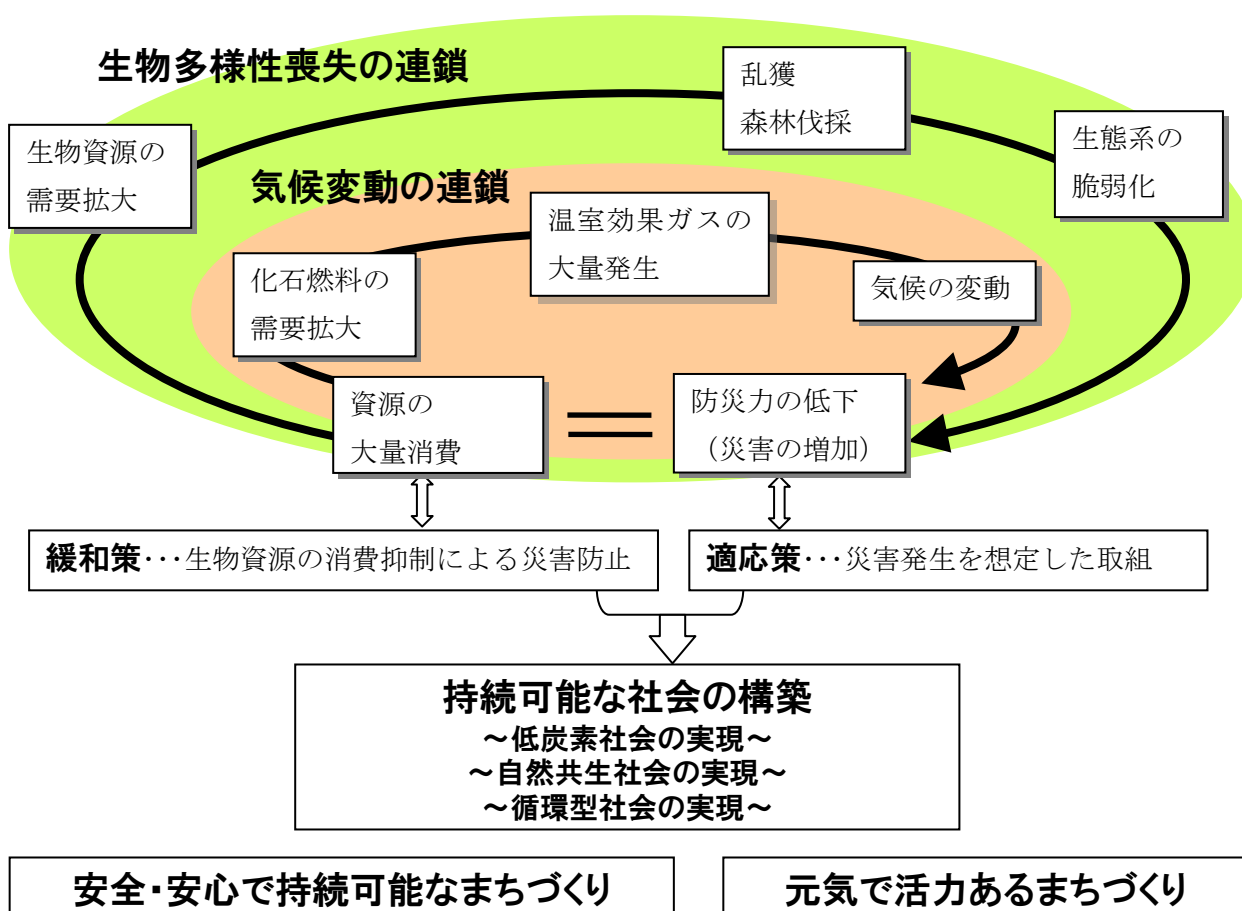 生物多様性喪失の連鎖
乱獲
森林伐採
生物資源の
需要拡大
生態系の
脆弱化
気候変動の連鎖
温室効果ガスの
大量発生
化石燃料の
需要拡大
気候の変動
資源の
大量消費
防災力の低下
（災害の増加）
緩和策･･･生物資源の消費抑制による災害防止
適応策･･･災害発生を想定した取組
持続可能な社会の構築
～低炭素社会の実現～
～自然共生社会の実現～
～循環型社会の実現～
安全・安心で持続可能なまちづくり
元気で活力あるまちづくり